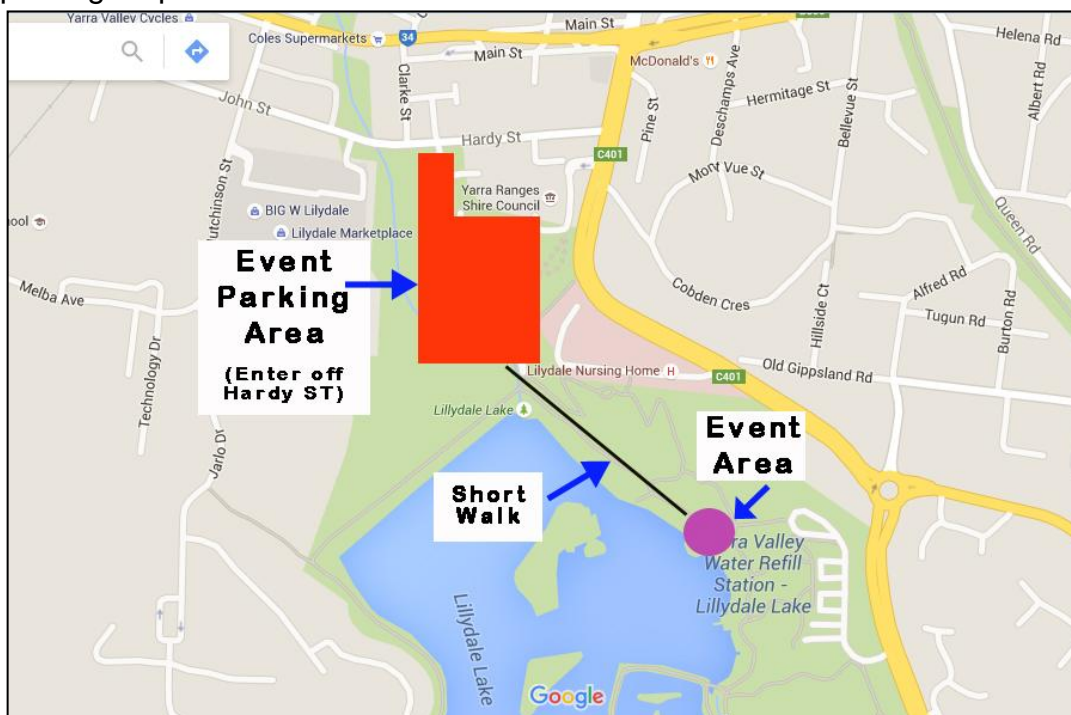 Yarra Valley Cycles
Main St
Coles Supermarkets
34
Main St
Helena Rd
McDonald's
Clarke St
John St
Hardy St
Pine St
Deschamps Ave
Hermitage St
Bellevue St
Albert Rd
C401
Mont Vue St
Queen Rd
Yarra Ranges
Shire Council
BIG W Lilydale
Lilydale Marketplace
Hutchinson St
ool
Event
Parking
Area
(Enter off
Hardy ST)
Melba Ave
Cobden Cres
Hillside Ct
Alfred Rd
Tugun Rd
Burton Rd
Technology Dr
Lilydale Nursing Home
H
C401
Old Gippsland Rd
Lillydale Lake
Jarlo Dr
Event
Area
Short
Walk
ra Valley
Water Refill
Station -
Lillydale Lake
Lillydale Lake
Google